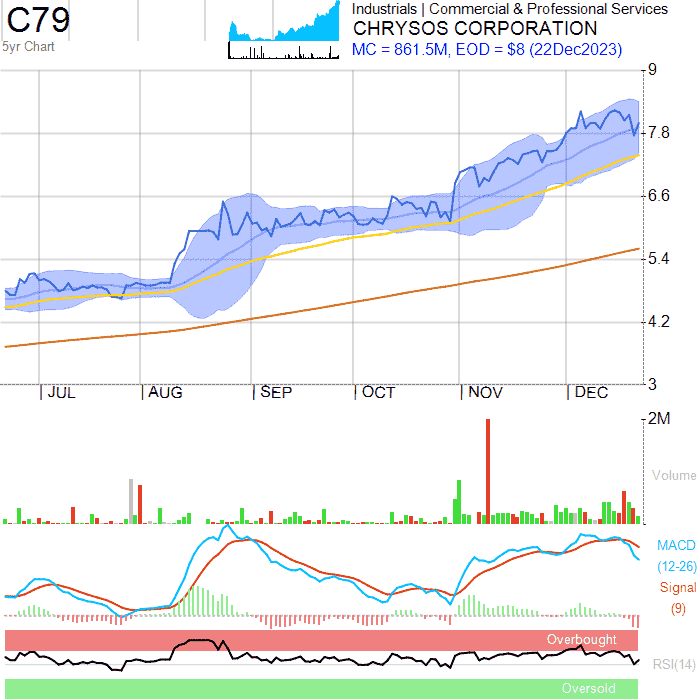 C79
5yr Chart
Industrials | Commercial & Professional Services
CHRYSOS CORPORATION
MC = 861.5M, EOD = $8 (22Dec2023)
9
7.8
6.6
5.4
4.2
3
JUL AUG SEP OCT NOV DEC
2M
Volume
MACD
(12-26)
Signal
(9)
Overbought
RSI(14)
Oversold